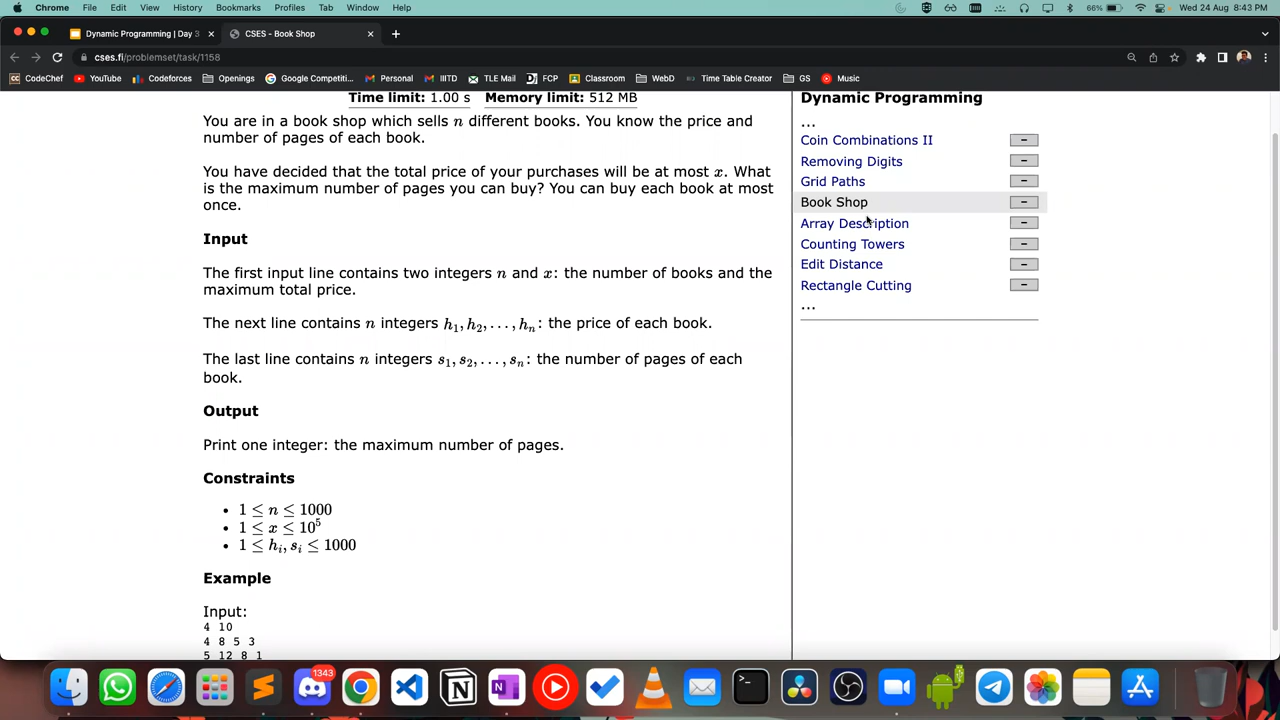 Chrome File Edit View History Bookmarks Profiles Tab Window Help 66% Wed 24 Aug 8:43 PM
Dynamic Programming | Day 3 CSES - Book Shop
cses.fi/problemset/task/1158
CodeChef YouTube Codeforces Openings Google Competiti... Personal IIITD TLE Mail FCP Classroom WebD Time Table Creator GS Music
Time limit: 1.00 s Memory limit: 512 MB
You are in a book shop which sells n different books. You know the price and
number of pages of each book.
You have decided that the total price of your purchases will be at most x. What
is the maximum number of pages you can buy? You can buy each book at most
once.
Input
The first input line contains two integers n and x: the number of books and the
maximum total price.
The next line contains n integers h₁, h₂, . . . , hₙ: the price of each book.
The last line contains n integers s₁, s₂, . . . , sₙ: the number of pages of each
book.
Output
Print one integer: the maximum number of pages.
Constraints
• 1 ≤ n ≤ 1000
• 1 ≤ x ≤ 10⁵
• 1 ≤ hᵢ, sᵢ ≤ 1000
Example
Input:
4 10
4 8 5 3
5 12 8 1
Dynamic Programming
...
Coin Combinations II –
Removing Digits –
Grid Paths –
Book Shop –
Array Description –
Counting Towers –
Edit Distance –
Rectangle Cutting –
...
1343